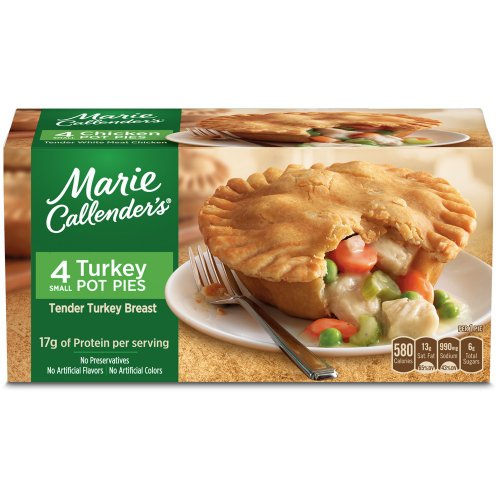 Marie
Callender's
4 Chicken
SMALL POT PIES
Tender White Meat Chicken
Marie
Callender's®
4 Turkey
SMALL POT PIES
Tender Turkey Breast
17g of Protein per serving
No Preservatives
No Artificial Flavors | No Artificial Colors
PER 1 PIE
580
Calories
13g
Sat. Fat
65% DV
990mg
Sodium
43% DV
6g
Total
Sugars